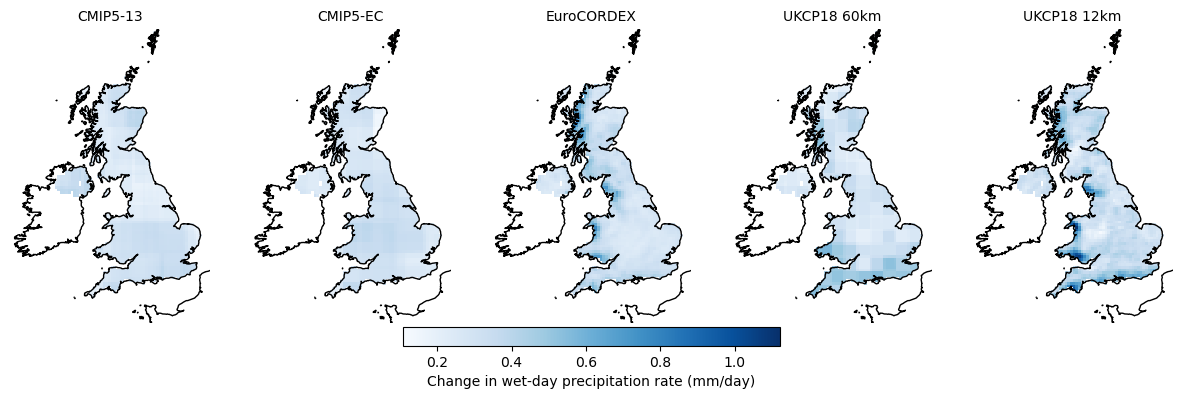 CMIP5-13
CMIP5-EC
EuroCORDEX
UKCP18 60km
UKCP18 12km
0.2
0.4
0.6
0.8
1.0
Change in wet-day precipitation rate (mm/day)